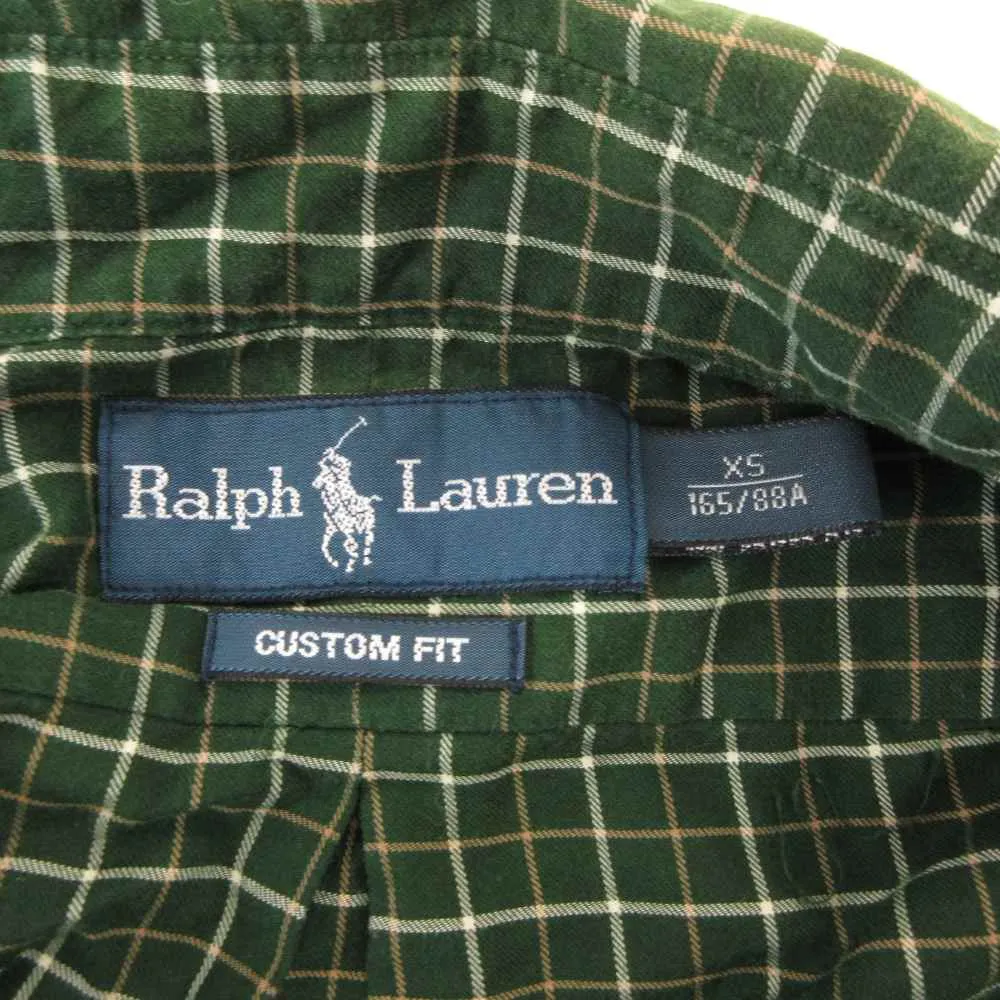 Ralph Lauren
XS
165/88A
CUSTOM FIT